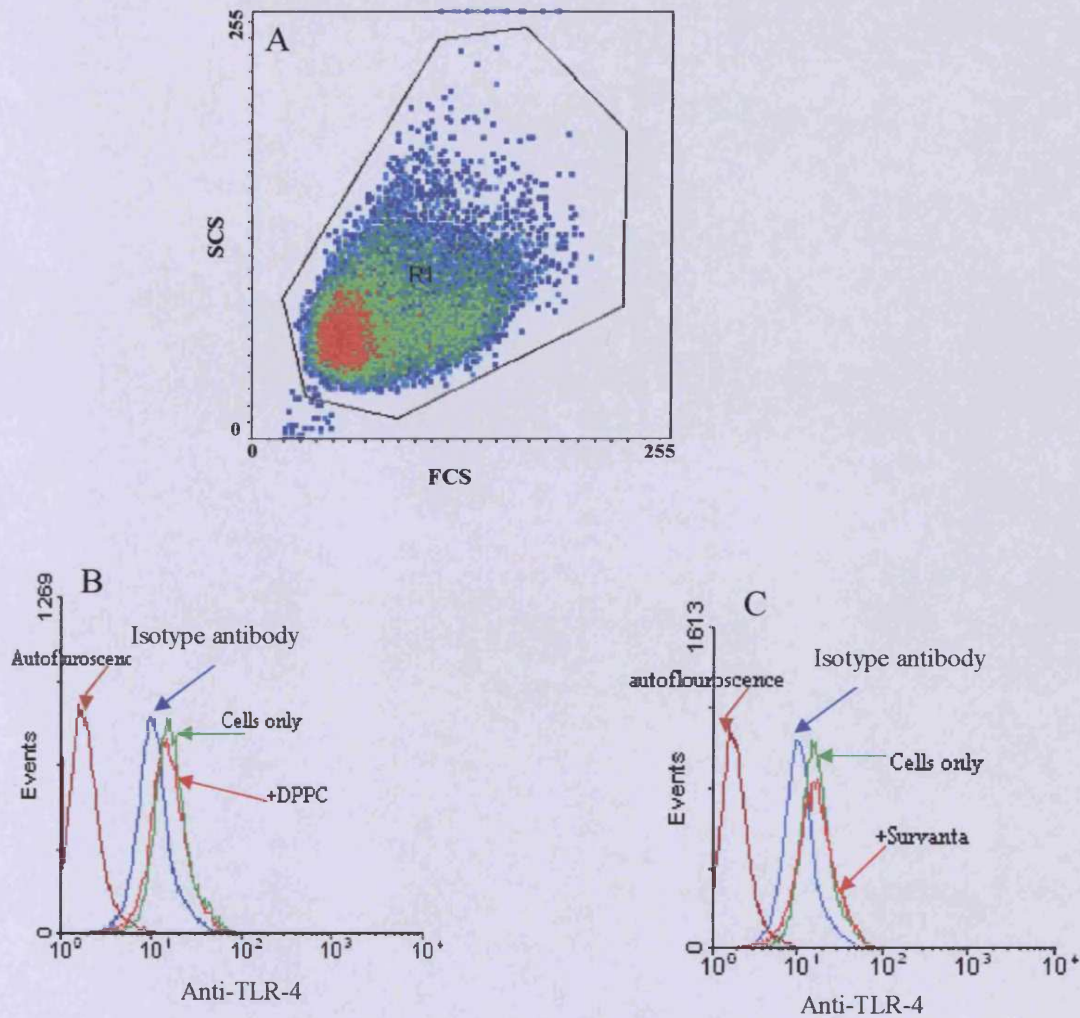 A
255
SCS
R1
0
0
255
FCS
B
1269
Isotype antibody
Autofluroscenc
Cells only
+DPPC
Events
0
10⁰ 10¹ 10² 10³ 10⁴
Anti-TLR-4
C
1613
Isotype antibody
autoflouroscence
Cells only
+Survanta
Events
0
10⁰ 10¹ 10² 10³ 10⁴
Anti-TLR-4